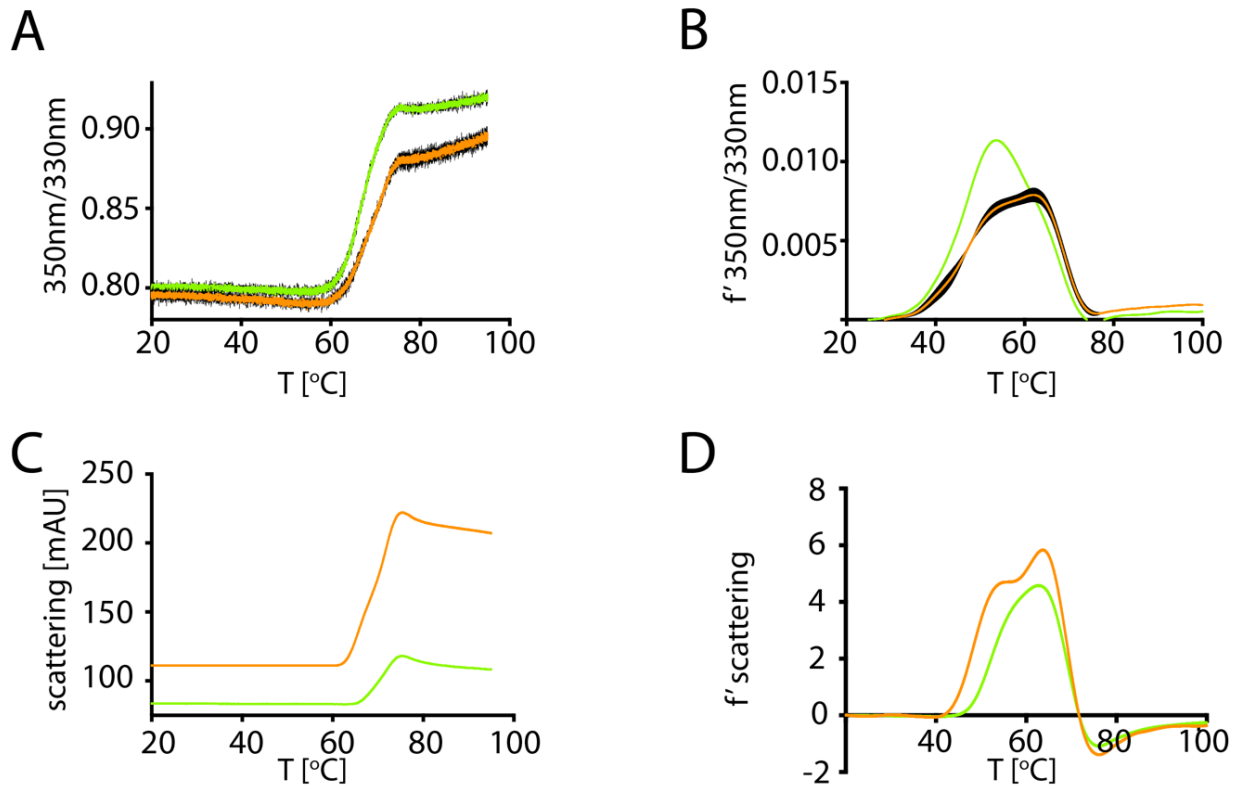 A
350nm/330nm
0.90
0.85
0.80
20 40 60 80 100
T [°C]
B
f' 350nm/330nm
0.015
0.010
0.005
20 40 60 80 100
T [°C]
C
scattering [mAU]
250
200
150
100
20 40 60 80 100
T [°C]
D
f' scattering
8
6
4
2
0
-2
40 60 80 100
T [°C]